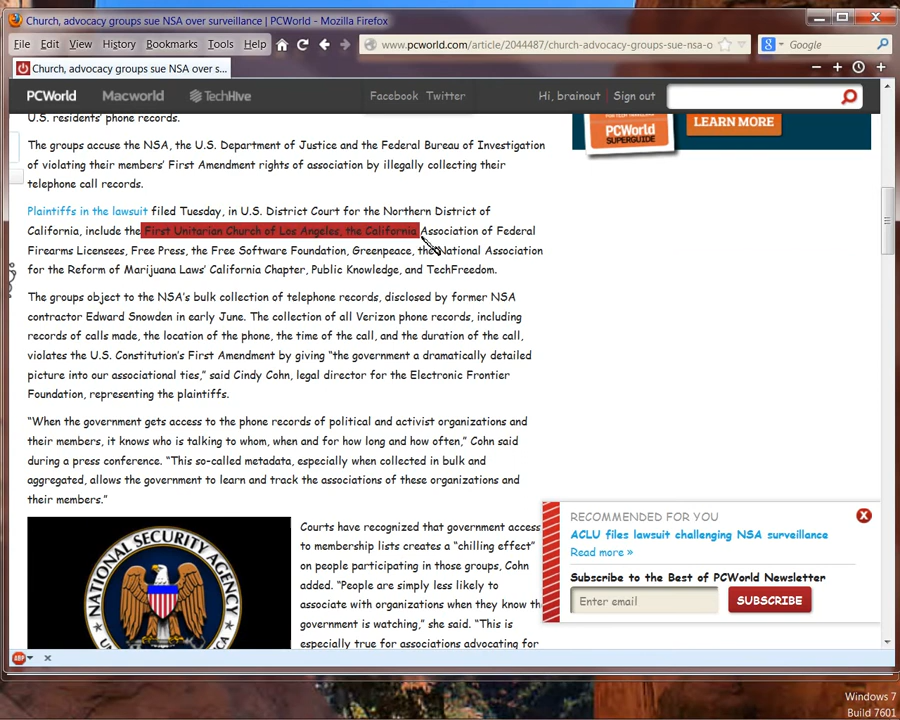 Church, advocacy groups sue NSA over surveillance | PCWorld - Mozilla Firefox
File Edit View History Bookmarks Tools Help
www.pcworld.com/article/2044487/church-advocacy-groups-sue-nsa-o
Google
Church, advocacy groups sue NSA over s...
PCWorld Macworld TechHive Facebook Twitter Hi, brainout Sign out
U.S. residents' phone records.
LEARN MORE
PCWorld
SUPERGUIDE
The groups accuse the NSA, the U.S. Department of Justice and the Federal Bureau of Investigation
of violating their members' First Amendment rights of association by illegally collecting their
telephone call records.
Plaintiffs in the lawsuit filed Tuesday, in U.S. District Court for the Northern District of
California, include the First Unitarian Church of Los Angeles, the California Association of Federal
Firearms Licensees, Free Press, the Free Software Foundation, Greenpeace, the National Association
for the Reform of Marijuana Laws' California Chapter, Public Knowledge, and TechFreedom.
The groups object to the NSA's bulk collection of telephone records, disclosed by former NSA
contractor Edward Snowden in early June. The collection of all Verizon phone records, including
records of calls made, the location of the phone, the time of the call, and the duration of the call,
violates the U.S. Constitution's First Amendment by giving "the government a dramatically detailed
picture into our associational ties," said Cindy Cohn, legal director for the Electronic Frontier
Foundation, representing the plaintiffs.
"When the government gets access to the phone records of political and activist organizations and
their members, it knows who is talking to whom, when and for how long and how often," Cohn said
during a press conference. "This so-called metadata, especially when collected in bulk and
aggregated, allows the government to learn and track the associations of these organizations and
their members."
Courts have recognized that government access
to membership lists creates a "chilling effect"
on people participating in those groups, Cohn
added. "People are simply less likely to
associate with organizations when they know th
government is watching," she said. "This is
especially true for associations advocating for
NATIONAL SECURITY AGENCY
RECOMMENDED FOR YOU
ACLU files lawsuit challenging NSA surveillance
Read more »
Subscribe to the Best of PCWorld Newsletter
Enter email
SUBSCRIBE
ABP
Windows 7
Build 7601